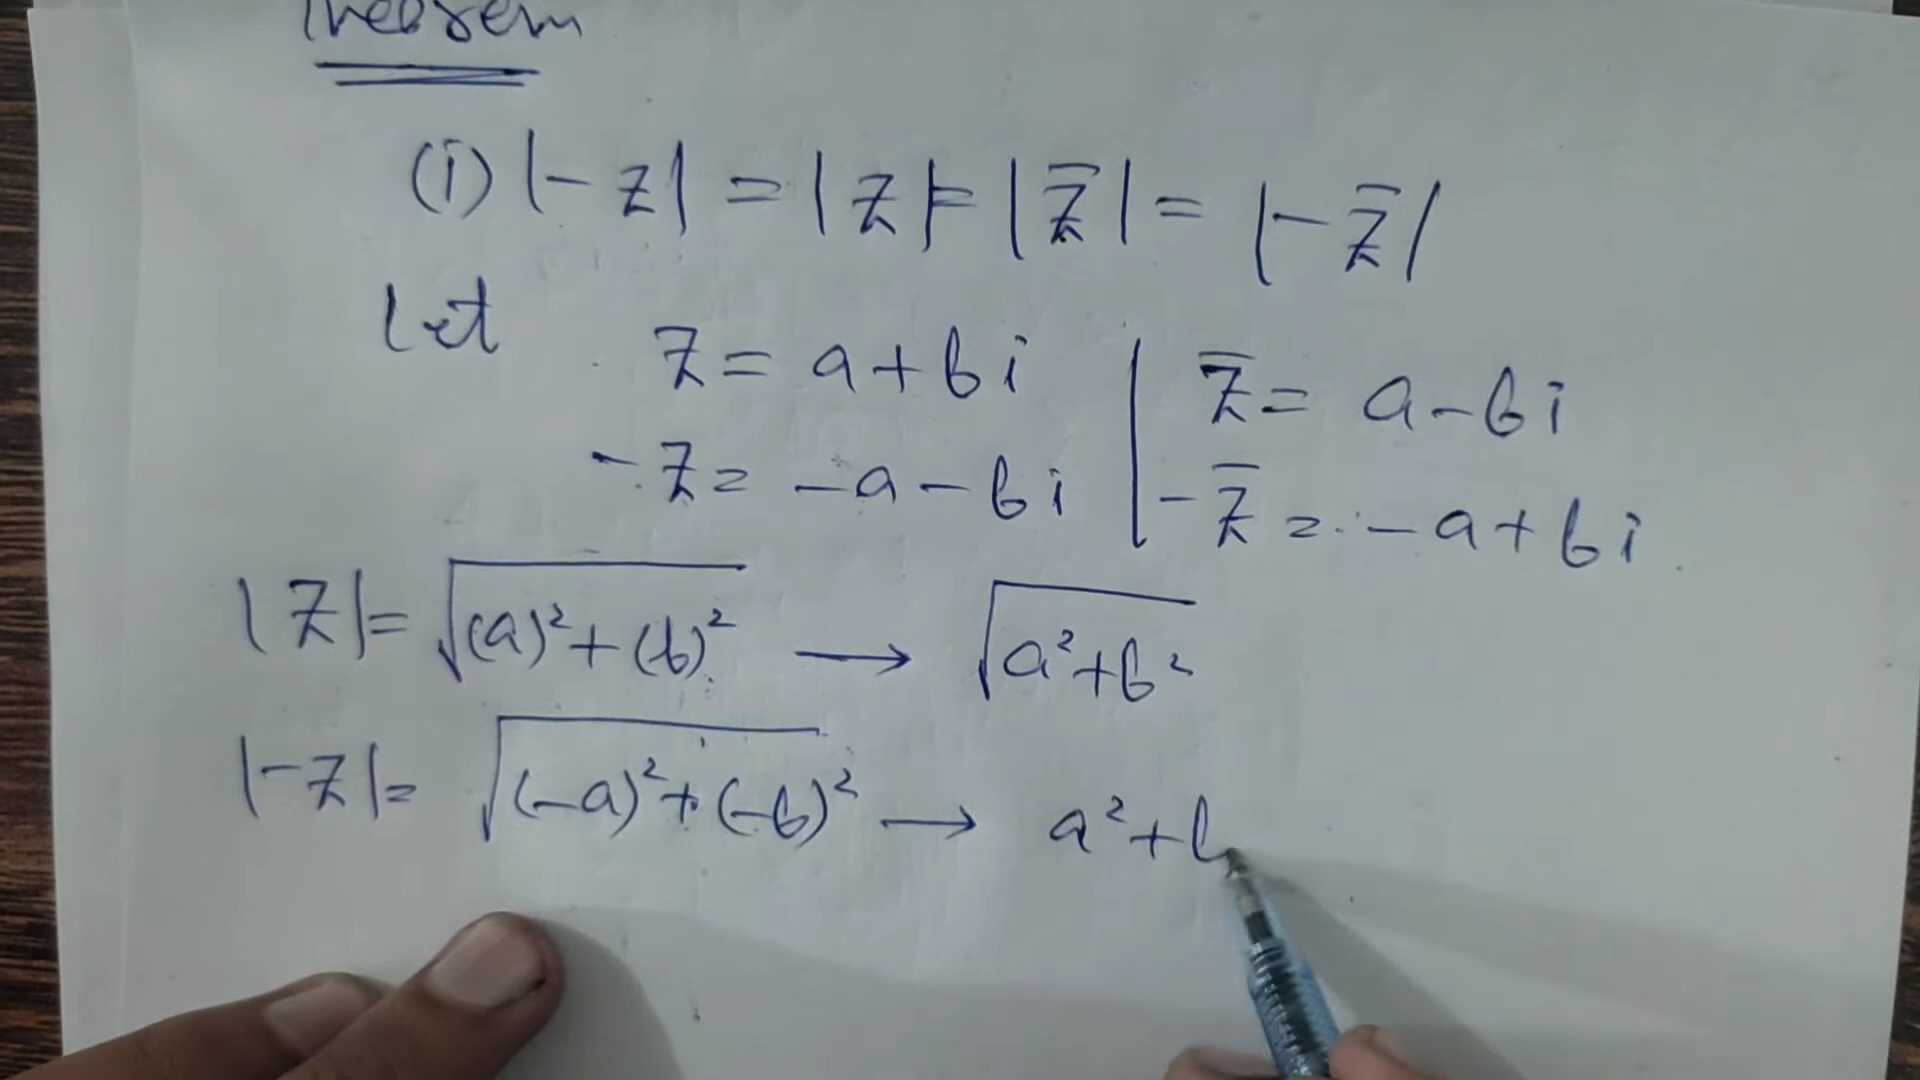 Theorem
(i) |-z| = |z| = |z̅| = |-z̅|
Let
z = a + bi | z̅ = a - bi
-z = -a - bi | -z̅ = -a + bi
|z| = √((a)²+(b)²) → √(a²+b²)
|-z| = √((-a)²+(-b)²) → a²+b